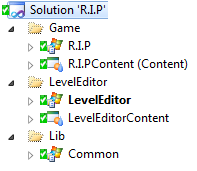 Solution 'R.I.P'
Game
R.I.P
R.I.PContent (Content)
LevelEditor
LevelEditor
LevelEditorContent
Lib
Common